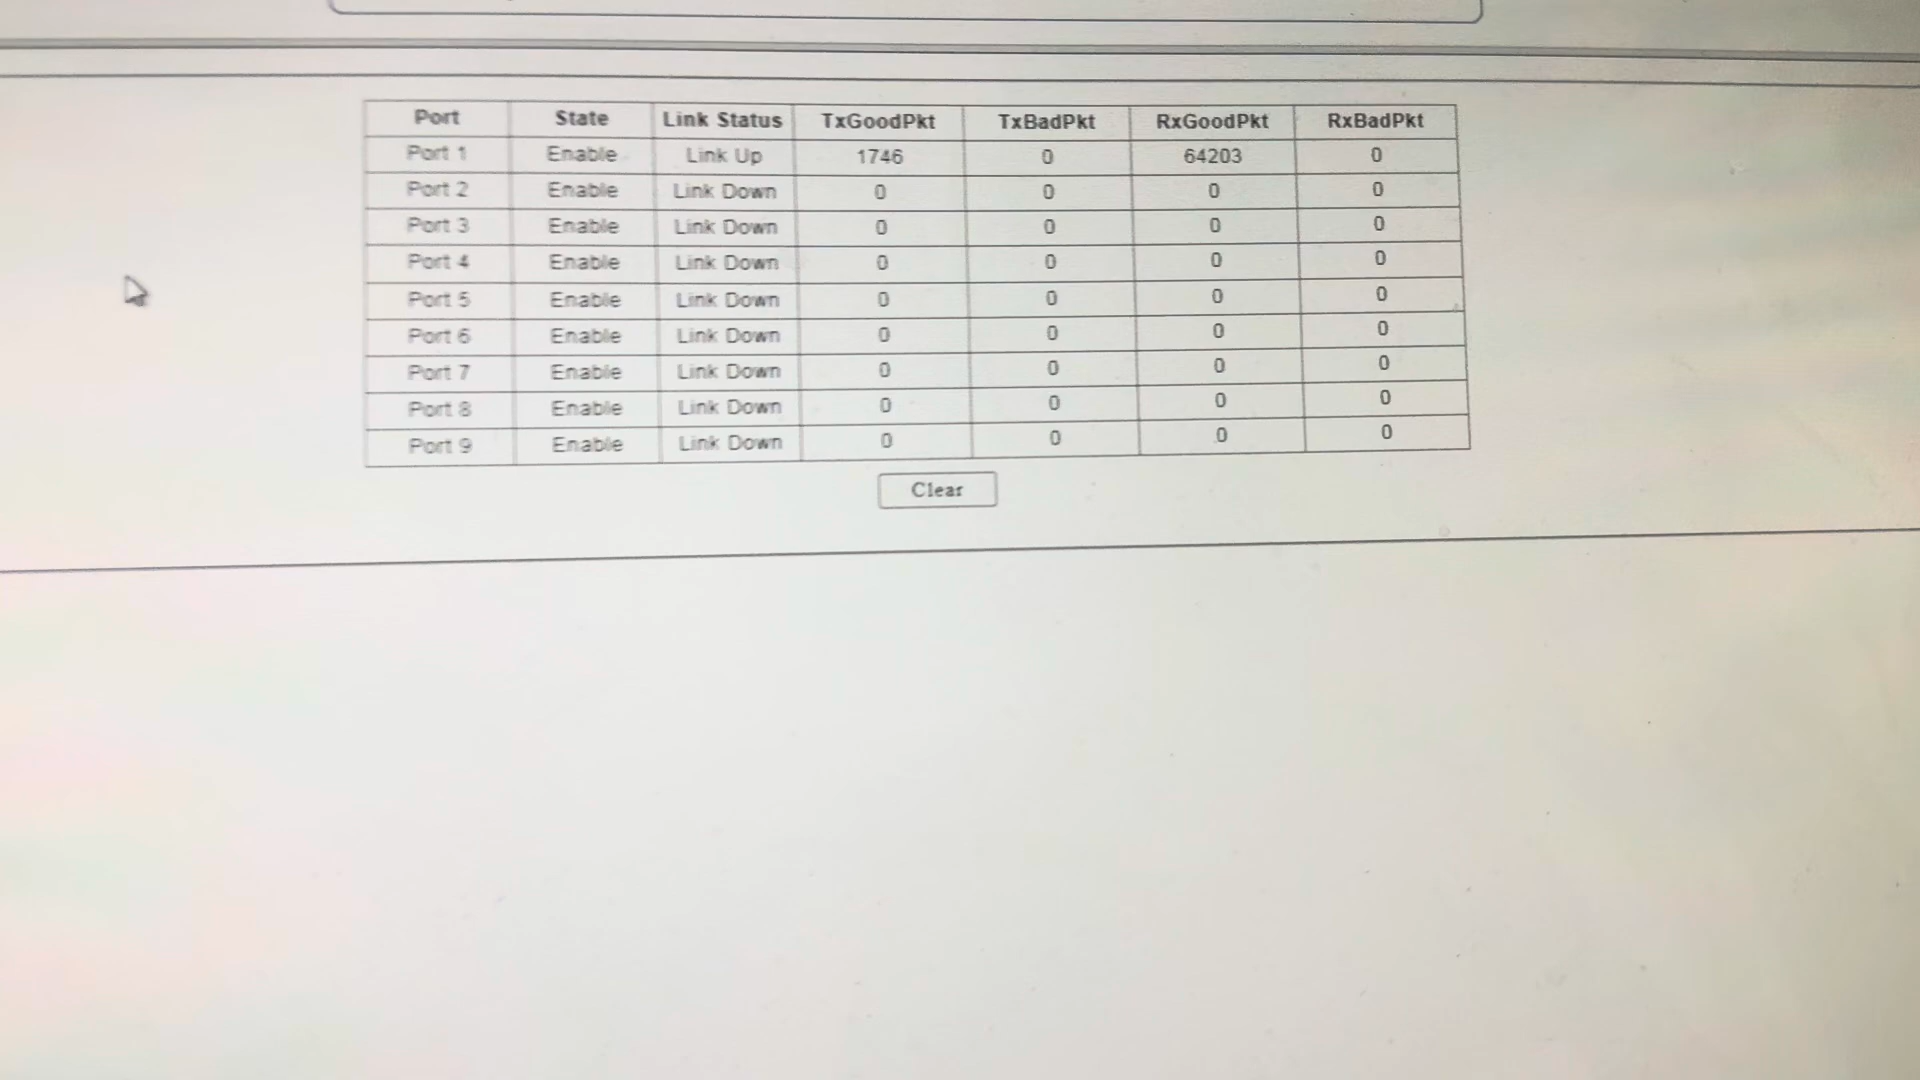 Port State Link Status TxGoodPkt TxBadPkt RxGoodPkt RxBadPkt
Port 1 Enable Link Up 1746 0 64203 0
Port 2 Enable Link Down 0 0 0 0
Port 3 Enable Link Down 0 0 0 0
Port 4 Enable Link Down 0 0 0 0
Port 5 Enable Link Down 0 0 0 0
Port 6 Enable Link Down 0 0 0 0
Port 7 Enable Link Down 0 0 0 0
Port 8 Enable Link Down 0 0 0 0
Port 9 Enable Link Down 0 0 0 0
Clear